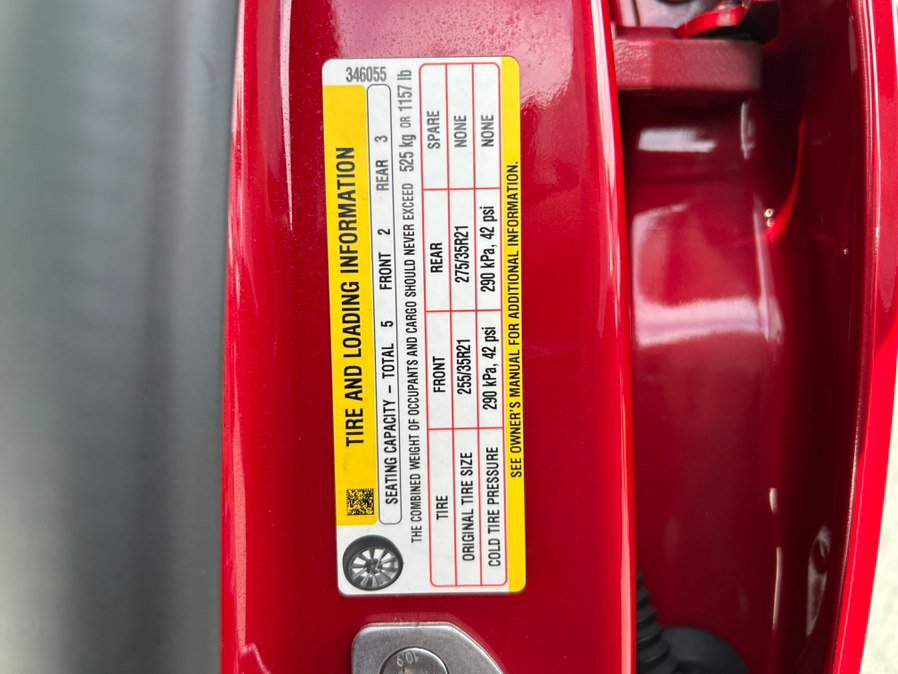 346055
TIRE AND LOADING INFORMATION
SEATING CAPACITY – TOTAL 5 FRONT 2 REAR 3
THE COMBINED WEIGHT OF OCCUPANTS AND CARGO SHOULD NEVER EXCEED 525 kg OR 1157 lb
TIRE FRONT REAR SPARE
ORIGINAL TIRE SIZE 255/35R21 275/35R21 NONE
COLD TIRE PRESSURE 290 kPa, 42 psi 290 kPa, 42 psi NONE
SEE OWNER'S MANUAL FOR ADDITIONAL INFORMATION.
10.9